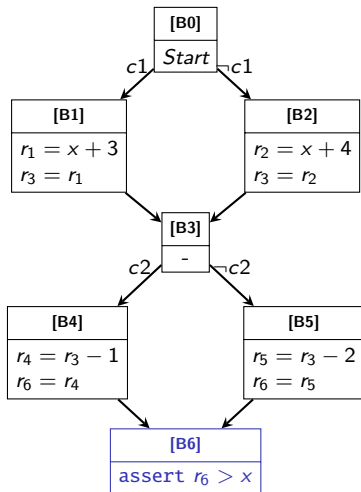 [B0]
Start
c1
¬c1
[B1]
r₁ = x + 3
r₃ = r₁
[B2]
r₂ = x + 4
r₃ = r₂
[B3]
-
c2
¬c2
[B4]
r₄ = r₃ − 1
r₆ = r₄
[B5]
r₅ = r₃ − 2
r₆ = r₅
[B6]
assert r₆ > x